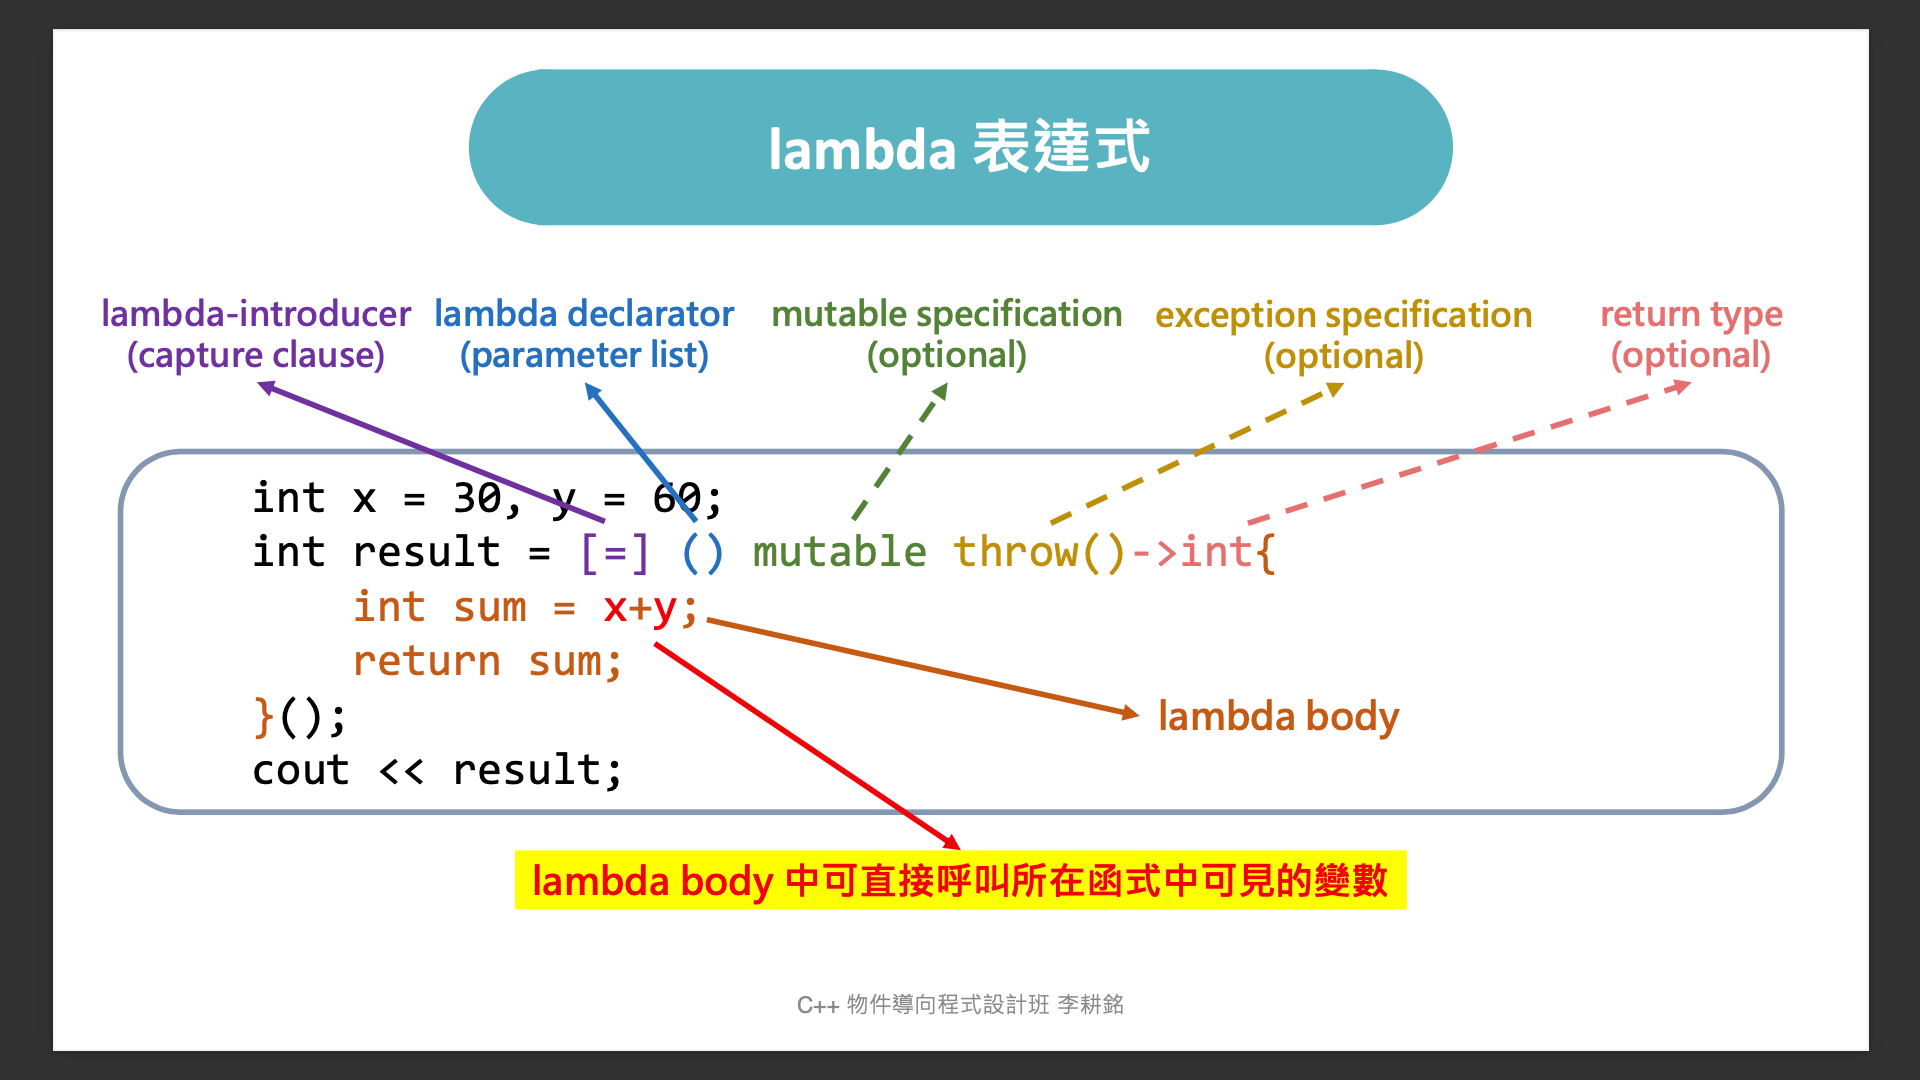 lambda 表達式
lambda-introducer
(capture clause)
lambda declarator
(parameter list)
mutable specification
(optional)
exception specification
(optional)
return type
(optional)
int x = 30, y = 60;
int result = [=] () mutable throw()->int{
int sum = x+y;
return sum;
}();
cout << result;
lambda body
lambda body 中可直接呼叫所在函式中可見的變數
C++ 物件導向程式設計班 李耕銘